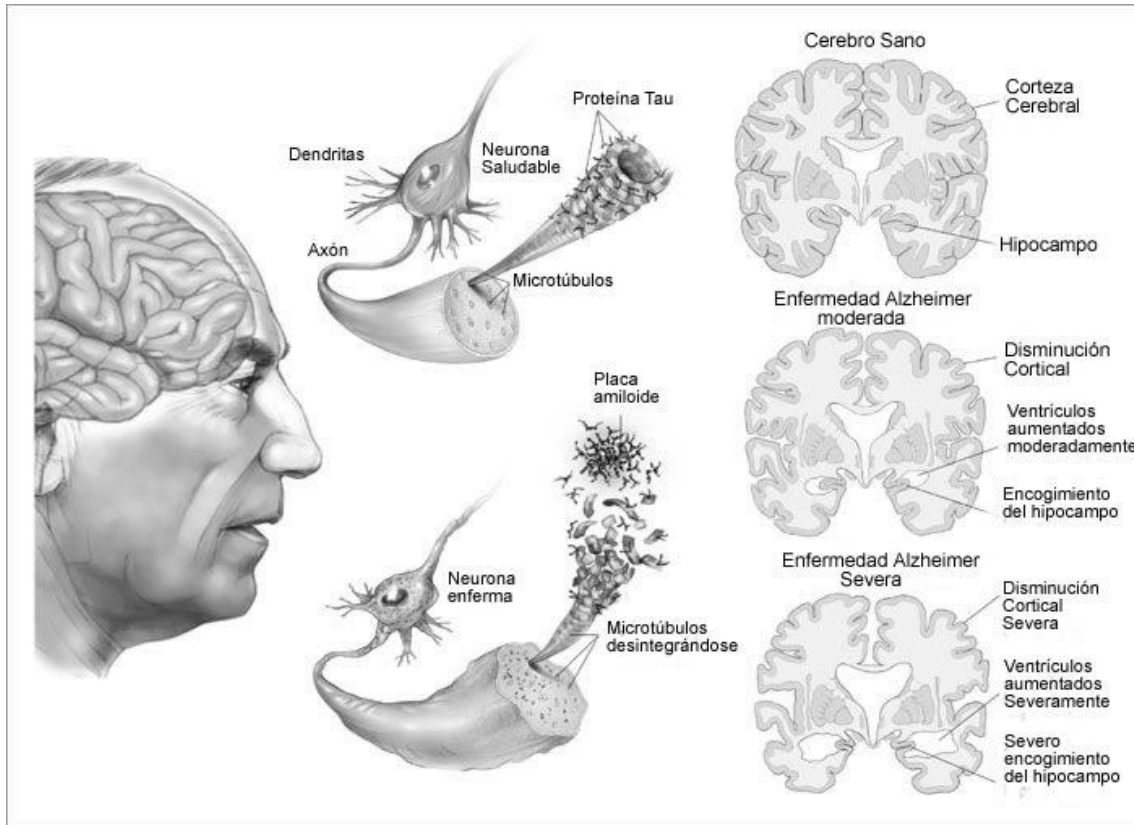 Proteína Tau
Dendritas
Neurona
Saludable
Axón
Microtúbulos
Placa
amiloide
Neurona
enferma
Microtúbulos
desintegrándose
Cerebro Sano
Corteza
Cerebral
Hipocampo
Enfermedad Alzheimer
moderada
Disminución
Cortical
Ventrículos
aumentados
moderadamente
Encogimiento
del hipocampo
Enfermedad Alzheimer
Severa
Disminución
Cortical
Severa
Ventrículos
aumentados
Severamente
Severo
encogimiento
del hipocampo